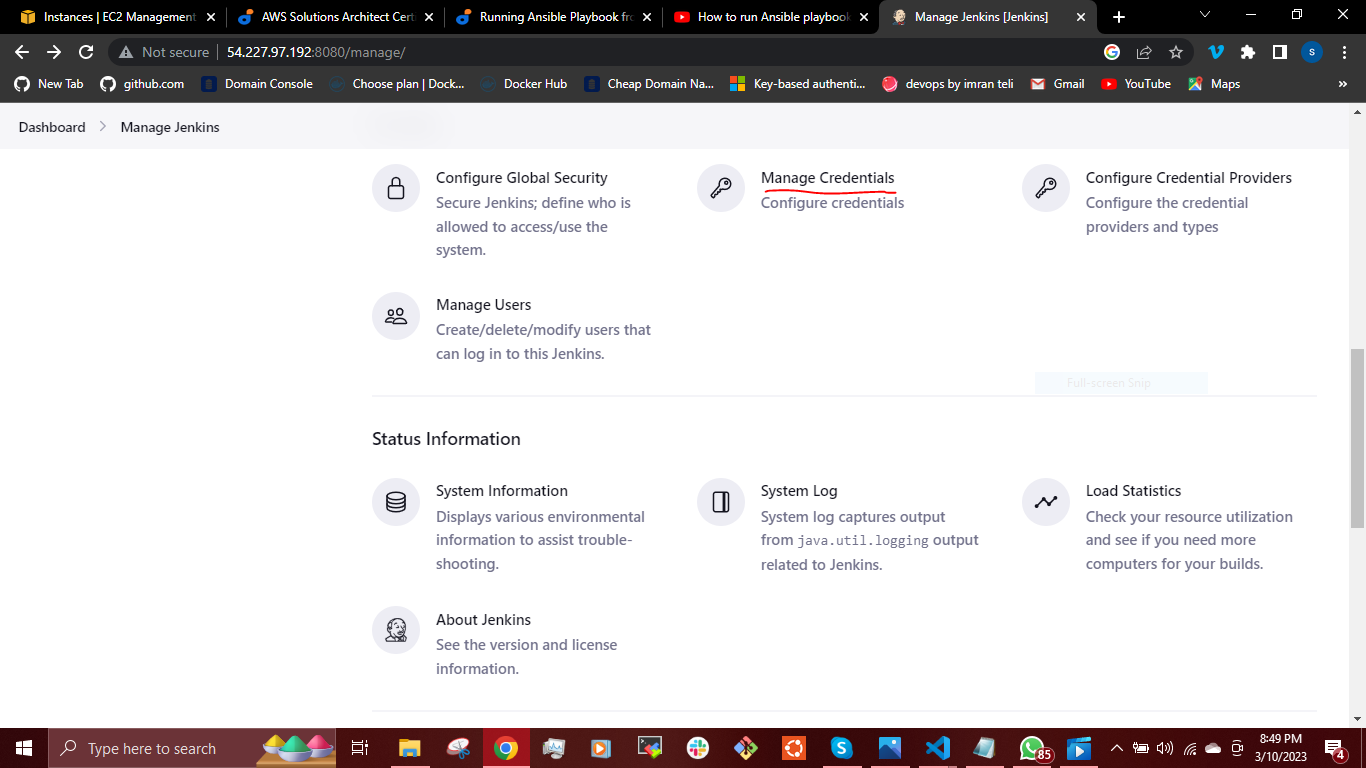 Instances | EC2 Management
AWS Solutions Architect Certi
Running Ansible Playbook fro
How to run Ansible playbook
Manage Jenkins [Jenkins]
Not secure
54.227.97.192:8080/manage/
G
s
New Tab
github.com
Domain Console
Choose plan | Dock...
Docker Hub
Cheap Domain Na...
Key-based authenti...
devops by imran teli
Gmail
YouTube
Maps
»
Dashboard
Manage Jenkins
Configure Global Security
Secure Jenkins; define who is
allowed to access/use the
system.
Manage Credentials
Configure credentials
Configure Credential Providers
Configure the credential
providers and types
Manage Users
Create/delete/modify users that
can log in to this Jenkins.
Full-screen Snip
Status Information
System Information
Displays various environmental
information to assist trouble-
shooting.
System Log
System log captures output
from java.util.logging output
related to Jenkins.
Load Statistics
Check your resource utilization
and see if you need more
computers for your builds.
About Jenkins
See the version and license
information.
Type here to search
85
8:49 PM
3/10/2023
4